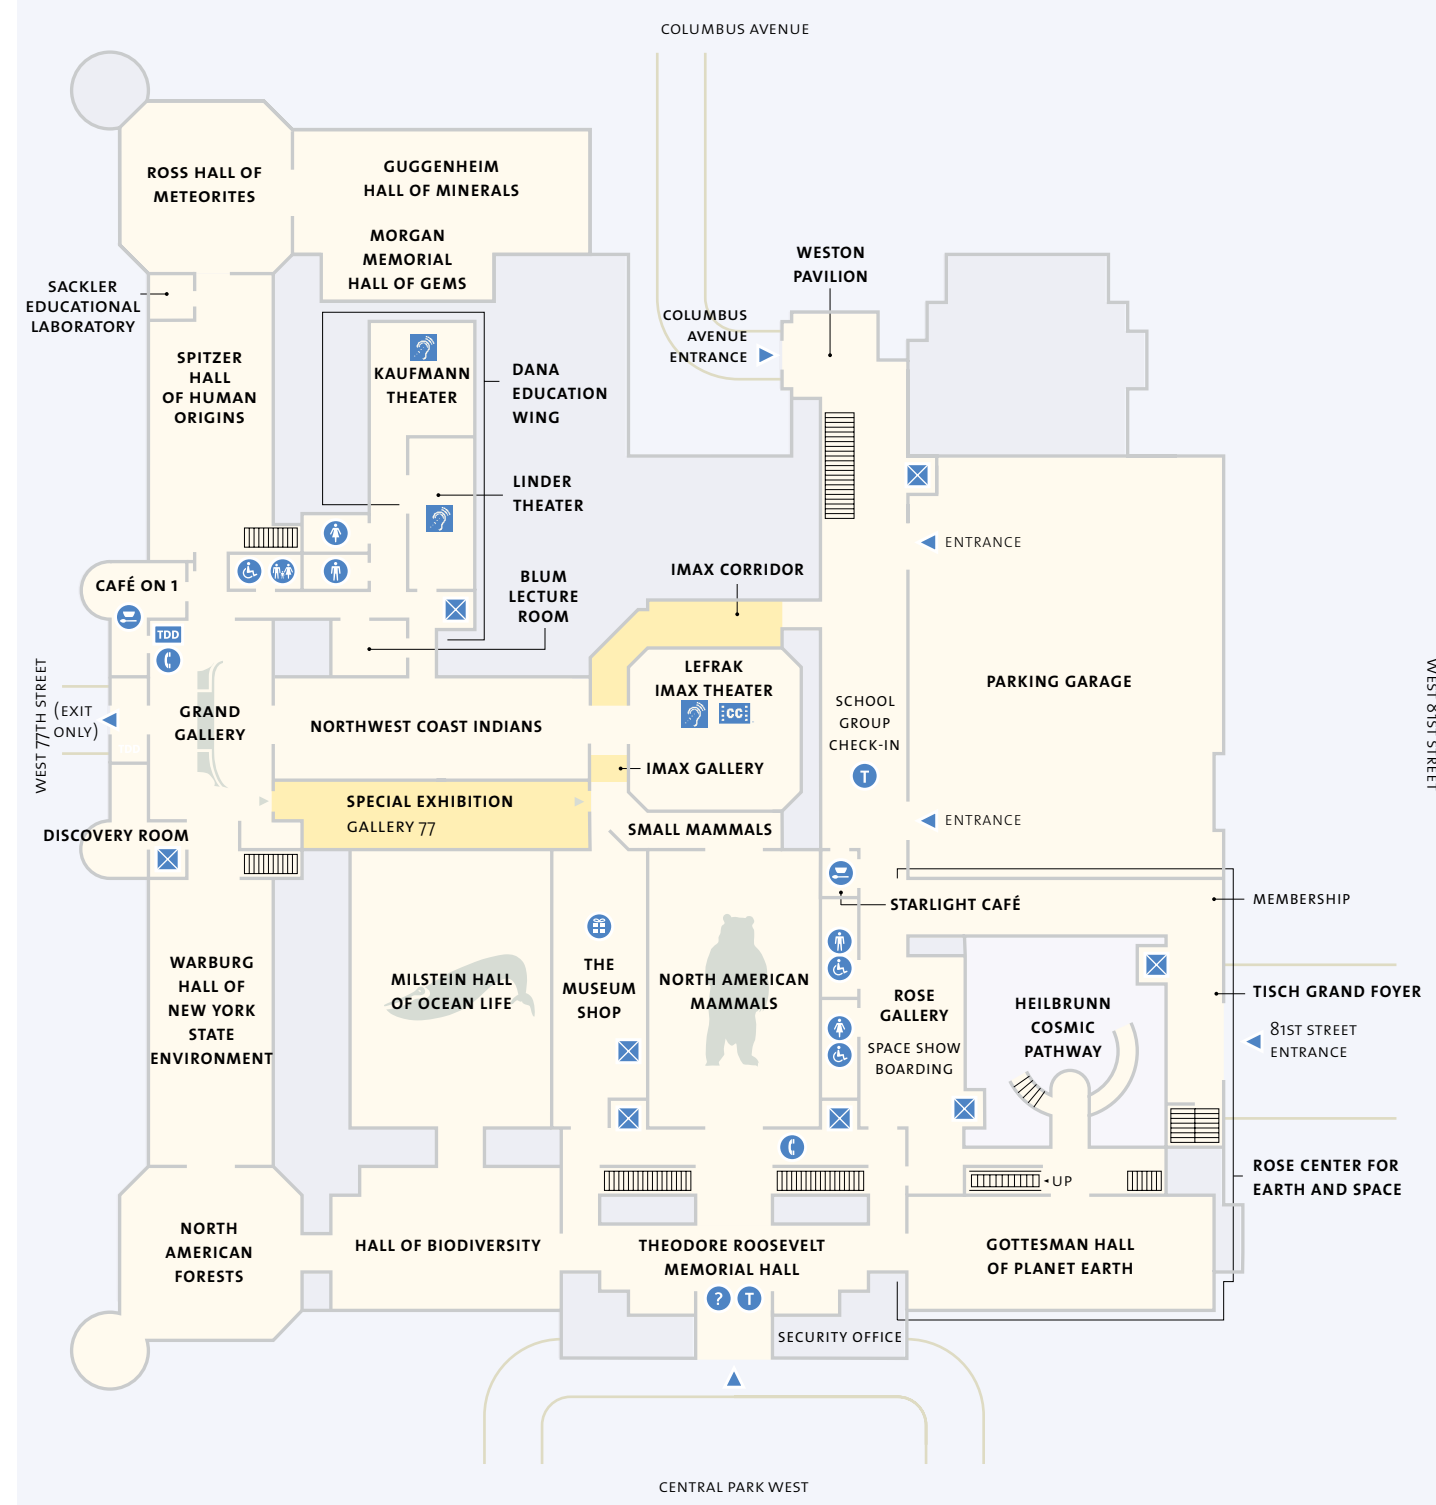 COLUMBUS AVENUE
ROSS HALL OF
METEORITES
GUGGENHEIM
HALL OF MINERALS
MORGAN
MEMORIAL
HALL OF GEMS
SACKLER
EDUCATIONAL
LABORATORY
WESTON
PAVILION
COLUMBUS
AVENUE
ENTRANCE
SPITZER
HALL
OF HUMAN
ORIGINS
KAUFMANN
THEATER
DANA
EDUCATION
WING
LINDER
THEATER
ENTRANCE
CAFÉ ON 1
BLUM
LECTURE
ROOM
IMAX CORRIDOR
TDD
LEFRAK
IMAX THEATER
CC
WEST 77TH STREET
(EXIT
ONLY)
GRAND
GALLERY
NORTHWEST COAST INDIANS
SCHOOL
GROUP
CHECK-IN
T
PARKING GARAGE
WEST 81ST STREET
IMAX GALLERY
SPECIAL EXHIBITION
GALLERY 77
DISCOVERY ROOM
SMALL MAMMALS
ENTRANCE
STARLIGHT CAFÉ
MEMBERSHIP
WARBURG
HALL OF
NEW YORK
STATE
ENVIRONMENT
MILSTEIN HALL
OF OCEAN LIFE
THE
MUSEUM
SHOP
NORTH AMERICAN
MAMMALS
ROSE
GALLERY
SPACE SHOW
BOARDING
HEILBRUNN
COSMIC
PATHWAY
TISCH GRAND FOYER
81ST STREET
ENTRANCE
UP
ROSE CENTER FOR
EARTH AND SPACE
NORTH
AMERICAN
FORESTS
HALL OF BIODIVERSITY
THEODORE ROOSEVELT
MEMORIAL HALL
? T
GOTTESMAN HALL
OF PLANET EARTH
SECURITY OFFICE
CENTRAL PARK WEST